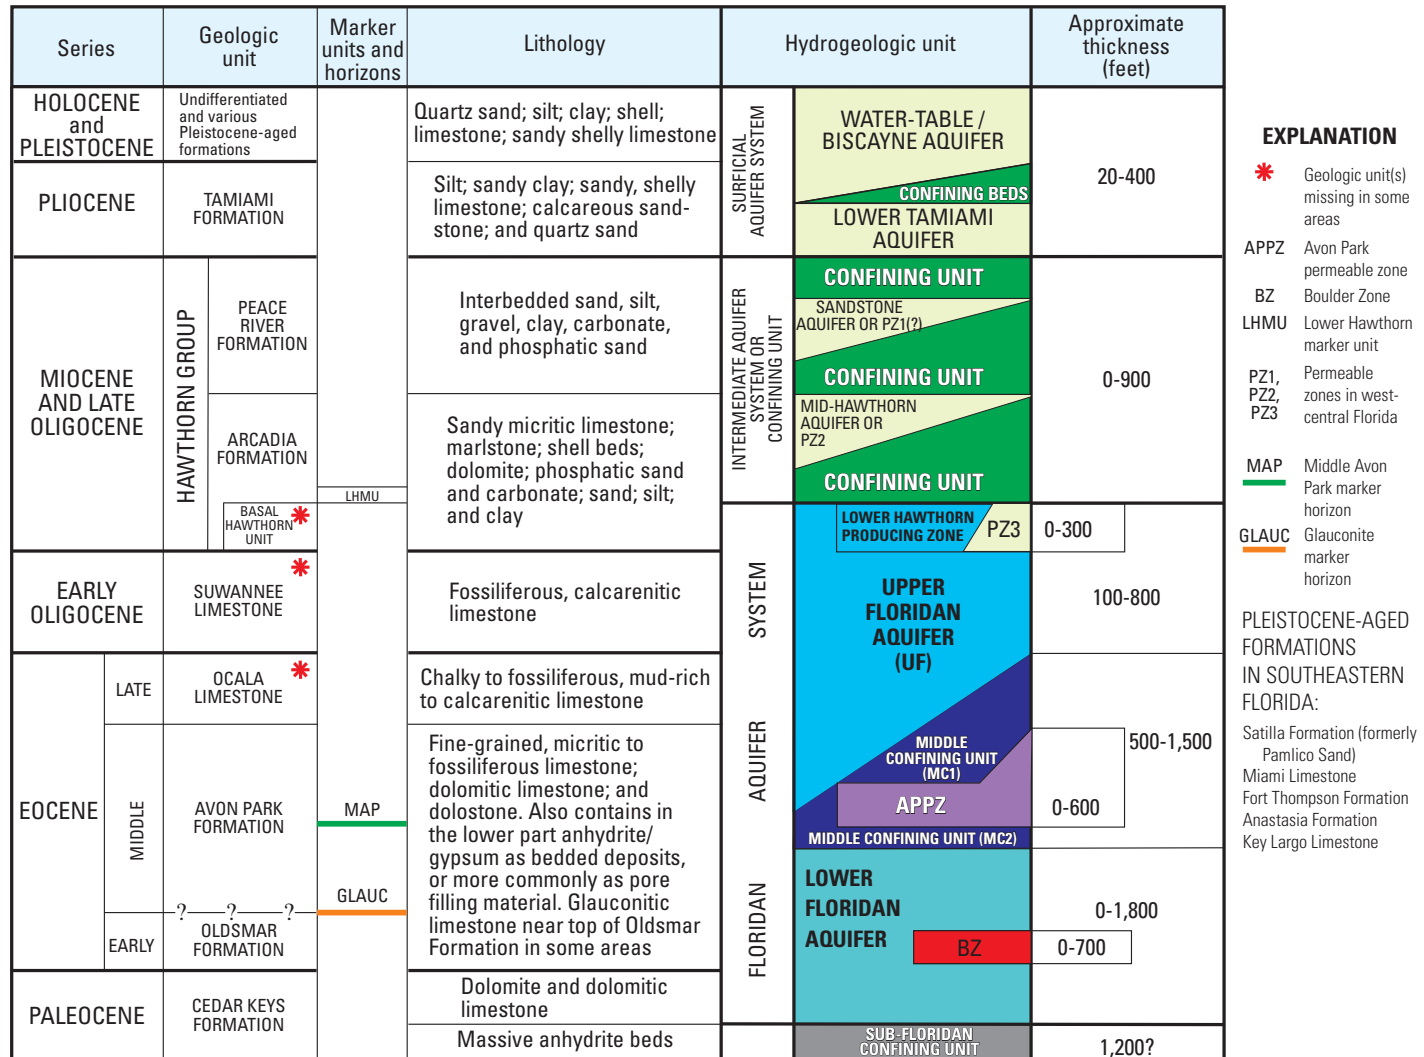 Series
Geologic
unit
Marker
units and
horizons
Lithology
Hydrogeologic unit
Approximate
thickness
(feet)
HOLOCENE
and
PLEISTOCENE
Undifferentiated
and various
Pleistocene-aged
formations
Quartz sand; silt; clay; shell;
limestone; sandy shelly limestone
SURFICIAL
AQUIFER SYSTEM
WATER-TABLE /
BISCAYNE AQUIFER
CONFINING BEDS
LOWER TAMIAMI
AQUIFER
20-400
PLIOCENE
TAMIAMI
FORMATION
Silt; sandy clay; sandy, shelly
limestone; calcareous sand-
stone; and quartz sand
MIOCENE
AND LATE
OLIGOCENE
HAWTHORN GROUP
PEACE
RIVER
FORMATION
Interbedded sand, silt,
gravel, clay, carbonate,
and phosphatic sand
INTERMEDIATE AQUIFER
SYSTEM OR
CONFINING UNIT
CONFINING UNIT
SANDSTONE
AQUIFER OR PZ1(?)
CONFINING UNIT
MID-HAWTHORN
AQUIFER OR
PZ2
CONFINING UNIT
0-900
ARCADIA
FORMATION
LHMU
Sandy micritic limestone;
marlstone; shell beds;
dolomite; phosphatic sand
and carbonate; sand; silt;
and clay
BASAL
HAWTHORN
UNIT
LOWER HAWTHORN
PRODUCING ZONE
PZ3
0-300
EARLY
OLIGOCENE
SUWANNEE
LIMESTONE
Fossiliferous, calcarenitic
limestone
FLORIDAN AQUIFER SYSTEM
UPPER
FLORIDAN
AQUIFER
(UF)
100-800
EOCENE
LATE
OCALA
LIMESTONE
Chalky to fossiliferous, mud-rich
to calcarenitic limestone
MIDDLE
AVON PARK
FORMATION
MAP
GLAUC
Fine-grained, micritic to
fossiliferous limestone;
dolomitic limestone; and
dolostone. Also contains in
the lower part anhydrite/
gypsum as bedded deposits,
or more commonly as pore
filling material. Glauconitic
limestone near top of Oldsmar
Formation in some areas
MIDDLE
CONFINING UNIT
(MC1)
APPZ
MIDDLE CONFINING UNIT (MC2)
500-1,500
0-600
? ? ?
EARLY
OLDSMAR
FORMATION
LOWER
FLORIDAN
AQUIFER
BZ
0-1,800
0-700
PALEOCENE
CEDAR KEYS
FORMATION
Dolomite and dolomitic
limestone
Massive anhydrite beds
SUB-FLORIDAN
CONFINING UNIT
1,200?
EXPLANATION
Geologic unit(s)
missing in some
areas
APPZ Avon Park
permeable zone
BZ Boulder Zone
LHMU Lower Hawthorn
marker unit
PZ1, Permeable
PZ2, zones in west-
PZ3 central Florida
MAP Middle Avon
Park marker
horizon
GLAUC Glauconite
marker
horizon
PLEISTOCENE-AGED
FORMATIONS
IN SOUTHEASTERN
FLORIDA:
Satilla Formation (formerly
Pamlico Sand)
Miami Limestone
Fort Thompson Formation
Anastasia Formation
Key Largo Limestone